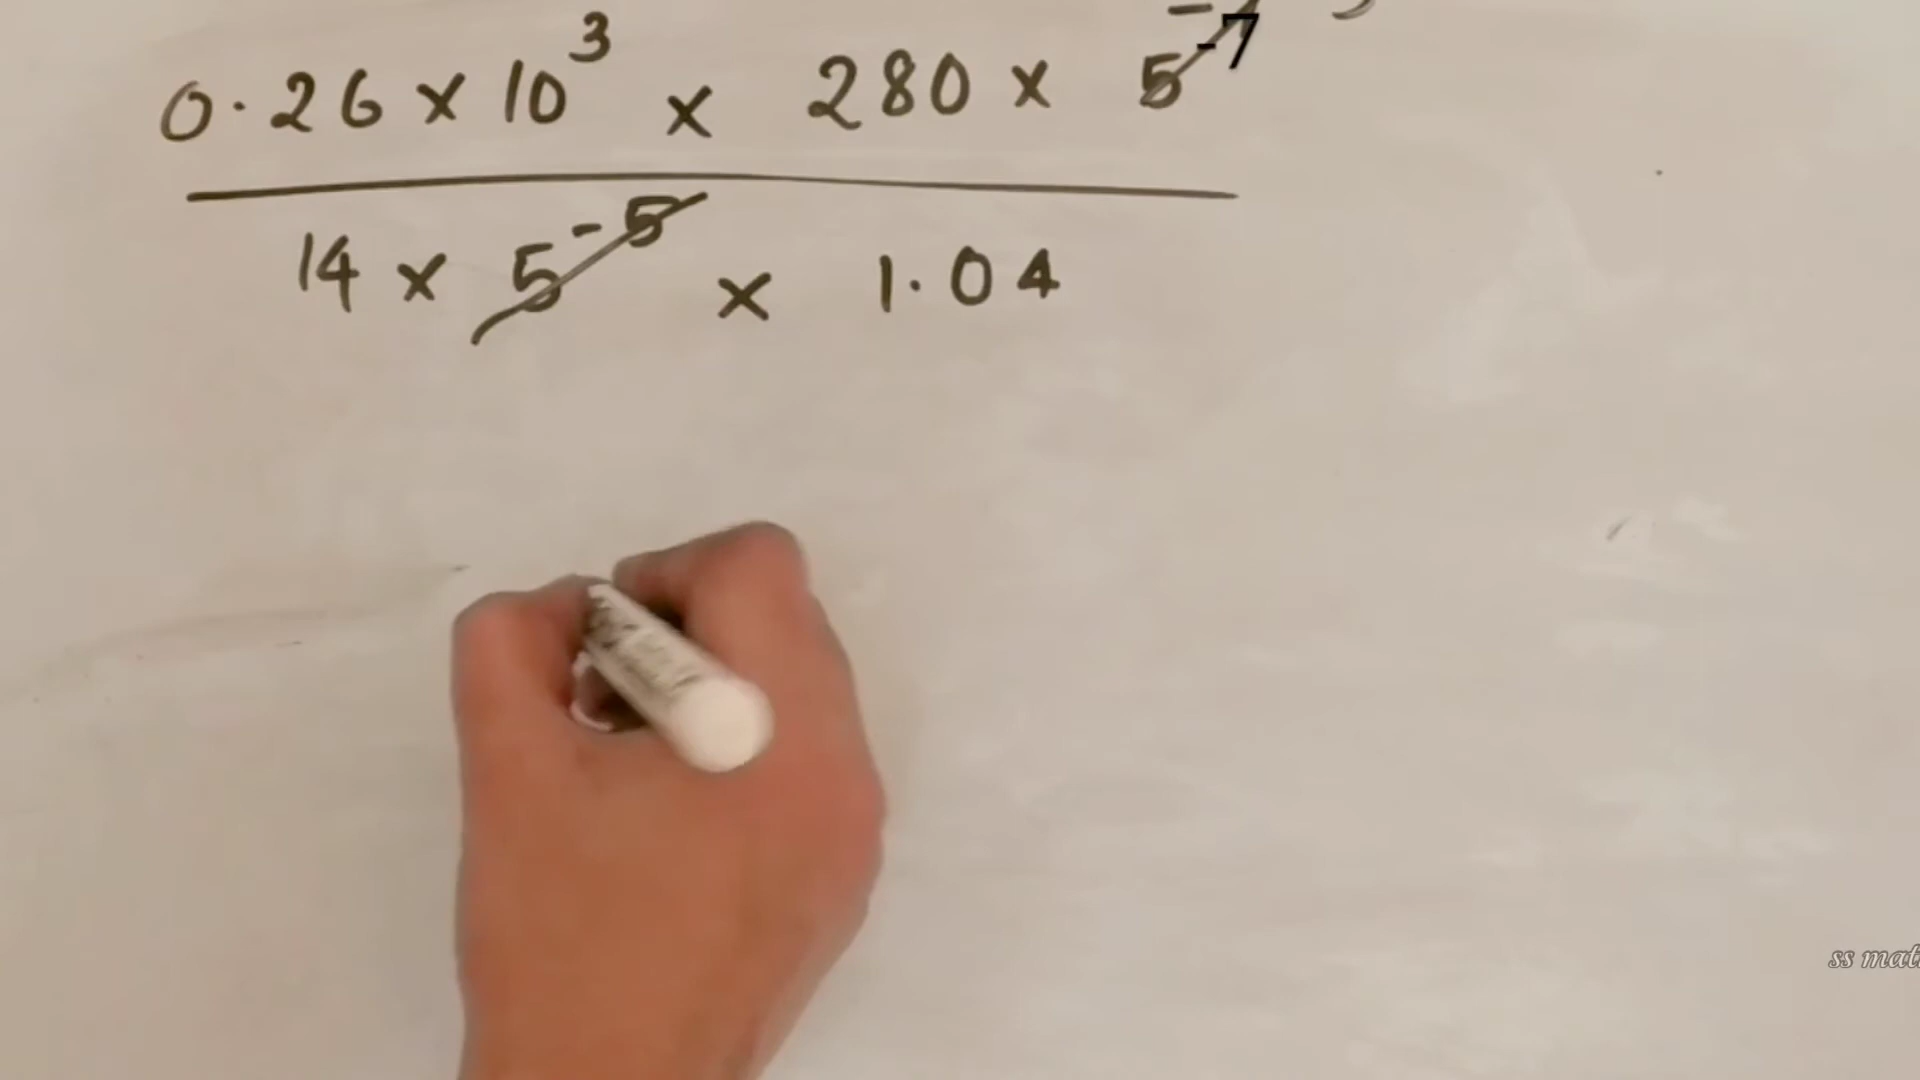 0.26 × 10³ × 280 × 5⁻⁷
14 × 5⁻⁵ × 1.04
ss mat